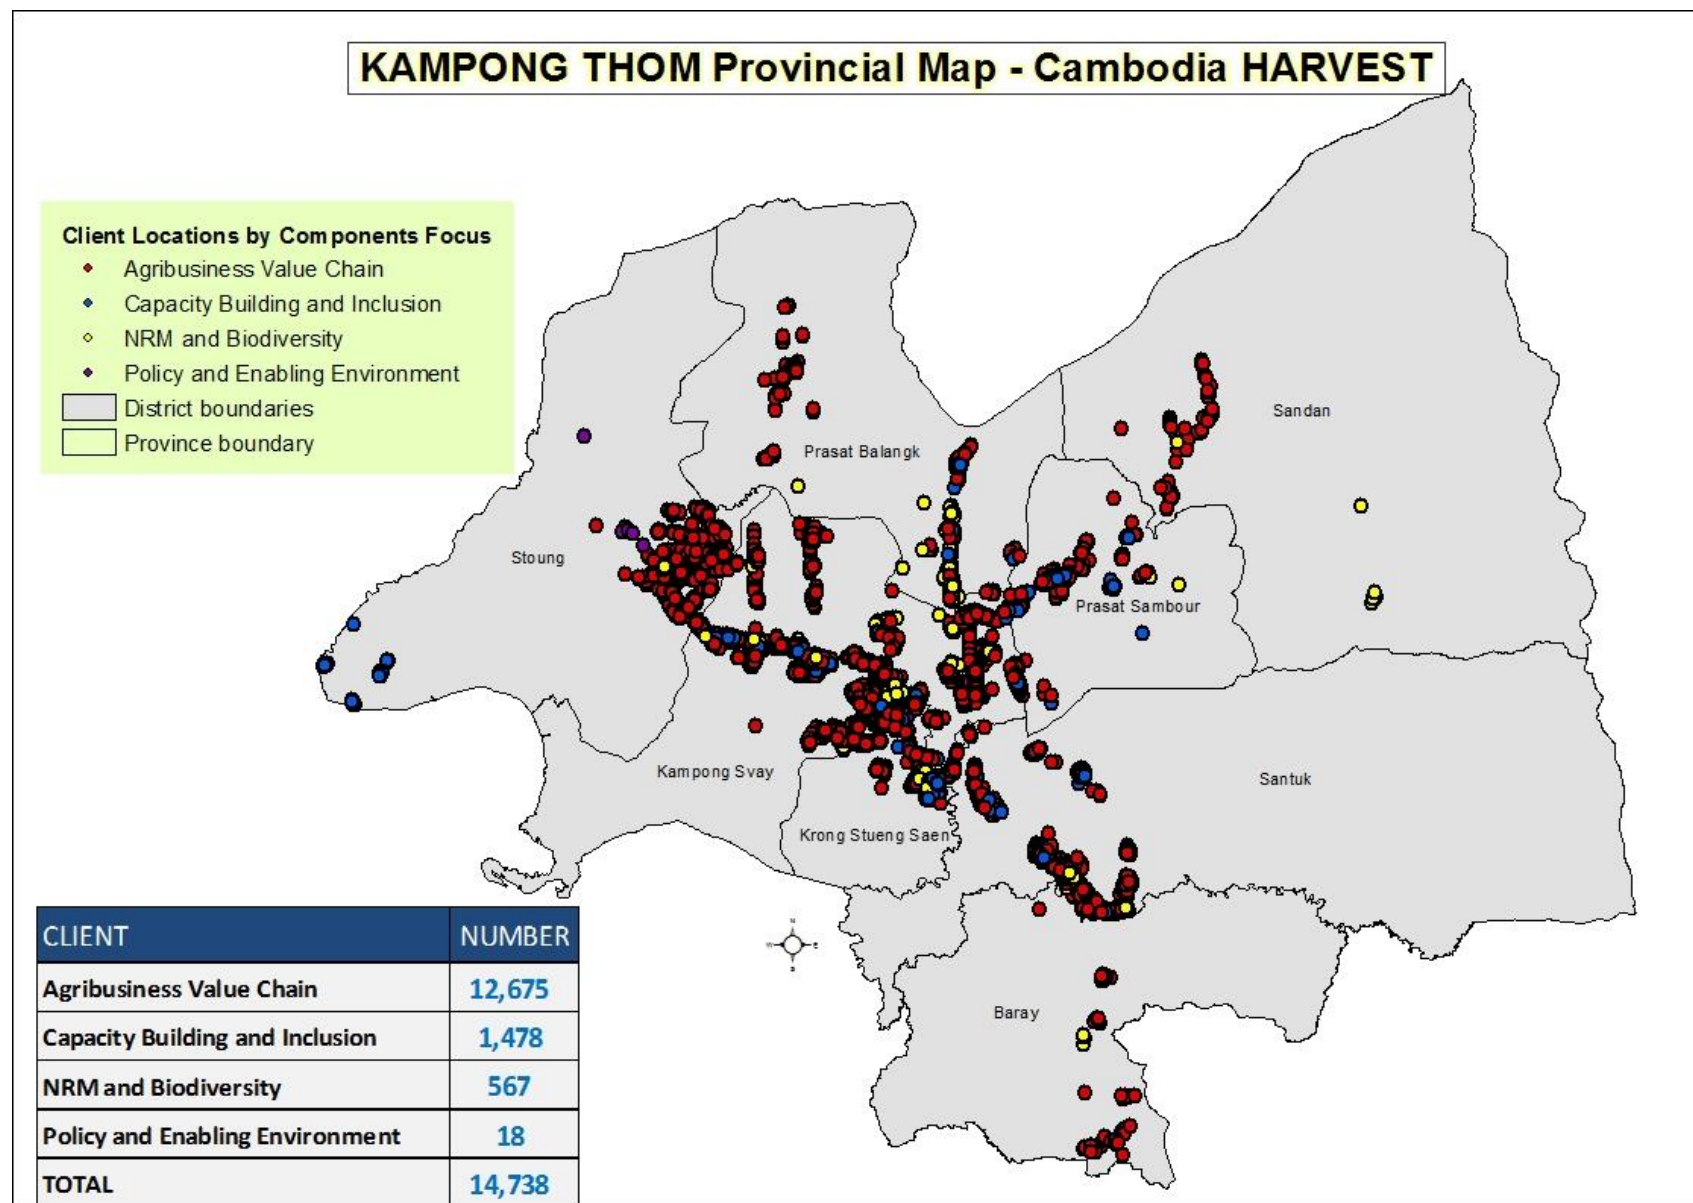 KAMPONG THOM Provincial Map - Cambodia HARVEST
Client Locations by Components Focus
Agribusiness Value Chain
Capacity Building and Inclusion
NRM and Biodiversity
Policy and Enabling Environment
District boundaries
Province boundary
Sandan
Prasat Balangk
Stoung
Prasat Sambour
Kampong Svay
Santuk
Krong Stueng Saen
Baray
N
W
E
S
CLIENT NUMBER
Agribusiness Value Chain 12,675
Capacity Building and Inclusion 1,478
NRM and Biodiversity 567
Policy and Enabling Environment 18
TOTAL 14,738